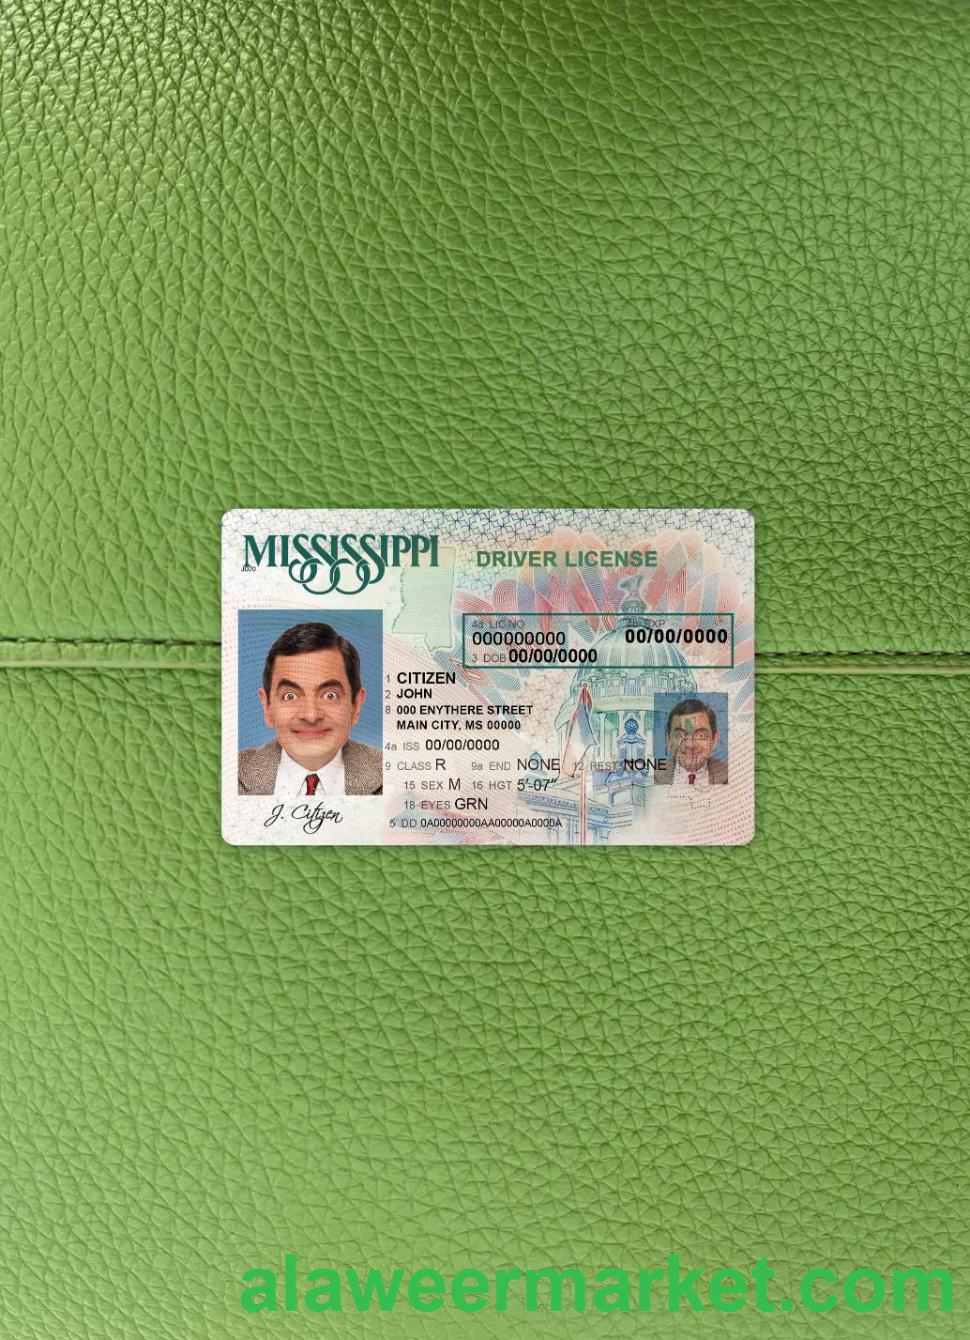 MISSISSIPPI DRIVER LICENSE
4d LIC NO 4b EXP
000000000 00/00/0000
3 DOB 00/00/0000
1 CITIZEN
2 JOHN
8 000 ENYTHERE STREET
MAIN CITY, MS 00000
4a ISS 00/00/0000
9 CLASS R 9a END NONE 12 REST NONE
15 SEX M 16 HGT 5'-07"
18 EYES GRN
5 DD 0A00000000AA00000A0000A
J. Citizen
alaweermarket.com